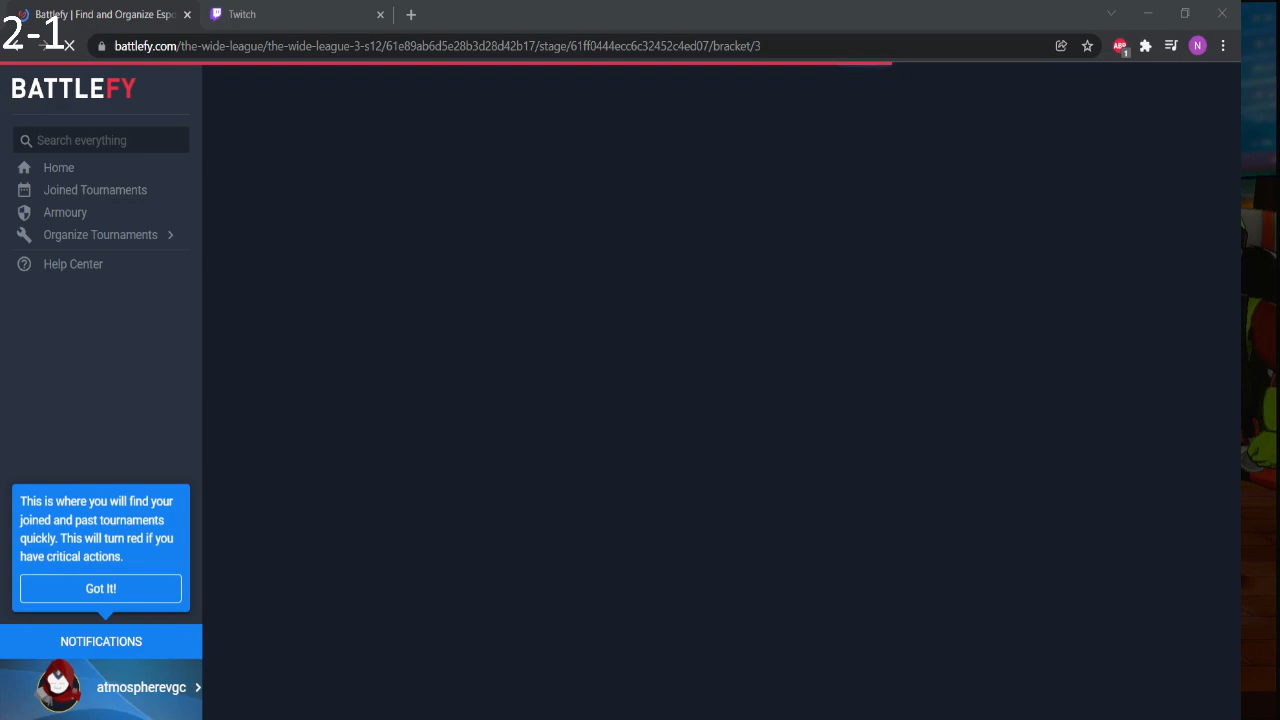 Battlefy | Find and Organize Espo
Twitch
2-1
battlefy.com/the-wide-league/the-wide-league-3-s12/61e89ab6d5e28b3d28d42b17/stage/61ff0444ecc6c32452c4ed07/bracket/3
ABP
1
N
BATTLEFY
Search everything
Home
Joined Tournaments
Armoury
Organize Tournaments
Help Center
This is where you will find your
joined and past tournaments
quickly. This will turn red if you
have critical actions.
Got It!
NOTIFICATIONS
atmospherevgc